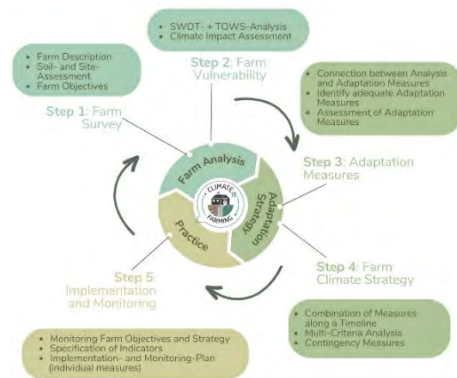 • SWOT- + TOWS-Analysis
• Climate Impact Assessment
• Farm Description
• Soil- and Site-
Assessment
• Farm Objectives
Step 2: Farm
Vulnerability
• Connection between Analysis
and Adaptation Measures
• Identify adequate Adaptation
Measures
• Assessment of Adaptation
Measures
Step 1: Farm
Survey
Farm Analysis
CLIMATE
FARMING
Step 3: Adaptation
Measures
Adaptation
Strategy
Practice
Step 5:
Implementation
and Monitoring
Step 4: Farm
Climate Strategy
• Combination of Measures
along a Timeline
• Multi-Criteria Analysis
• Contingency Measures
• Monitoring Farm Objectives and Strategy
• Specification of Indicators
• Implementation- and Monitoring-Plan
(individual measures)